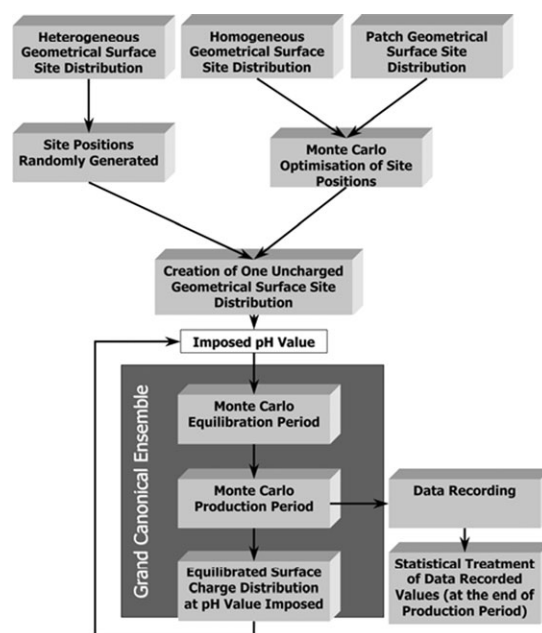 Heterogeneous
Geometrical Surface
Site Distribution
Homogeneous
Geometrical Surface
Site Distribution
Patch Geometrical
Surface Site
Distribution
Site Positions
Randomly Generated
Monte Carlo
Optimisation of Site
Positions
Creation of One Uncharged
Geometrical Surface Site
Distribution
Imposed pH Value
Grand Canonical Ensemble
Monte Carlo
Equilibration Period
Monte Carlo
Production Period
Data Recording
Equilibrated Surface
Charge Distribution
at pH Value Imposed
Statistical Treatment
of Data Recorded
Values (at the end of
Production Period)